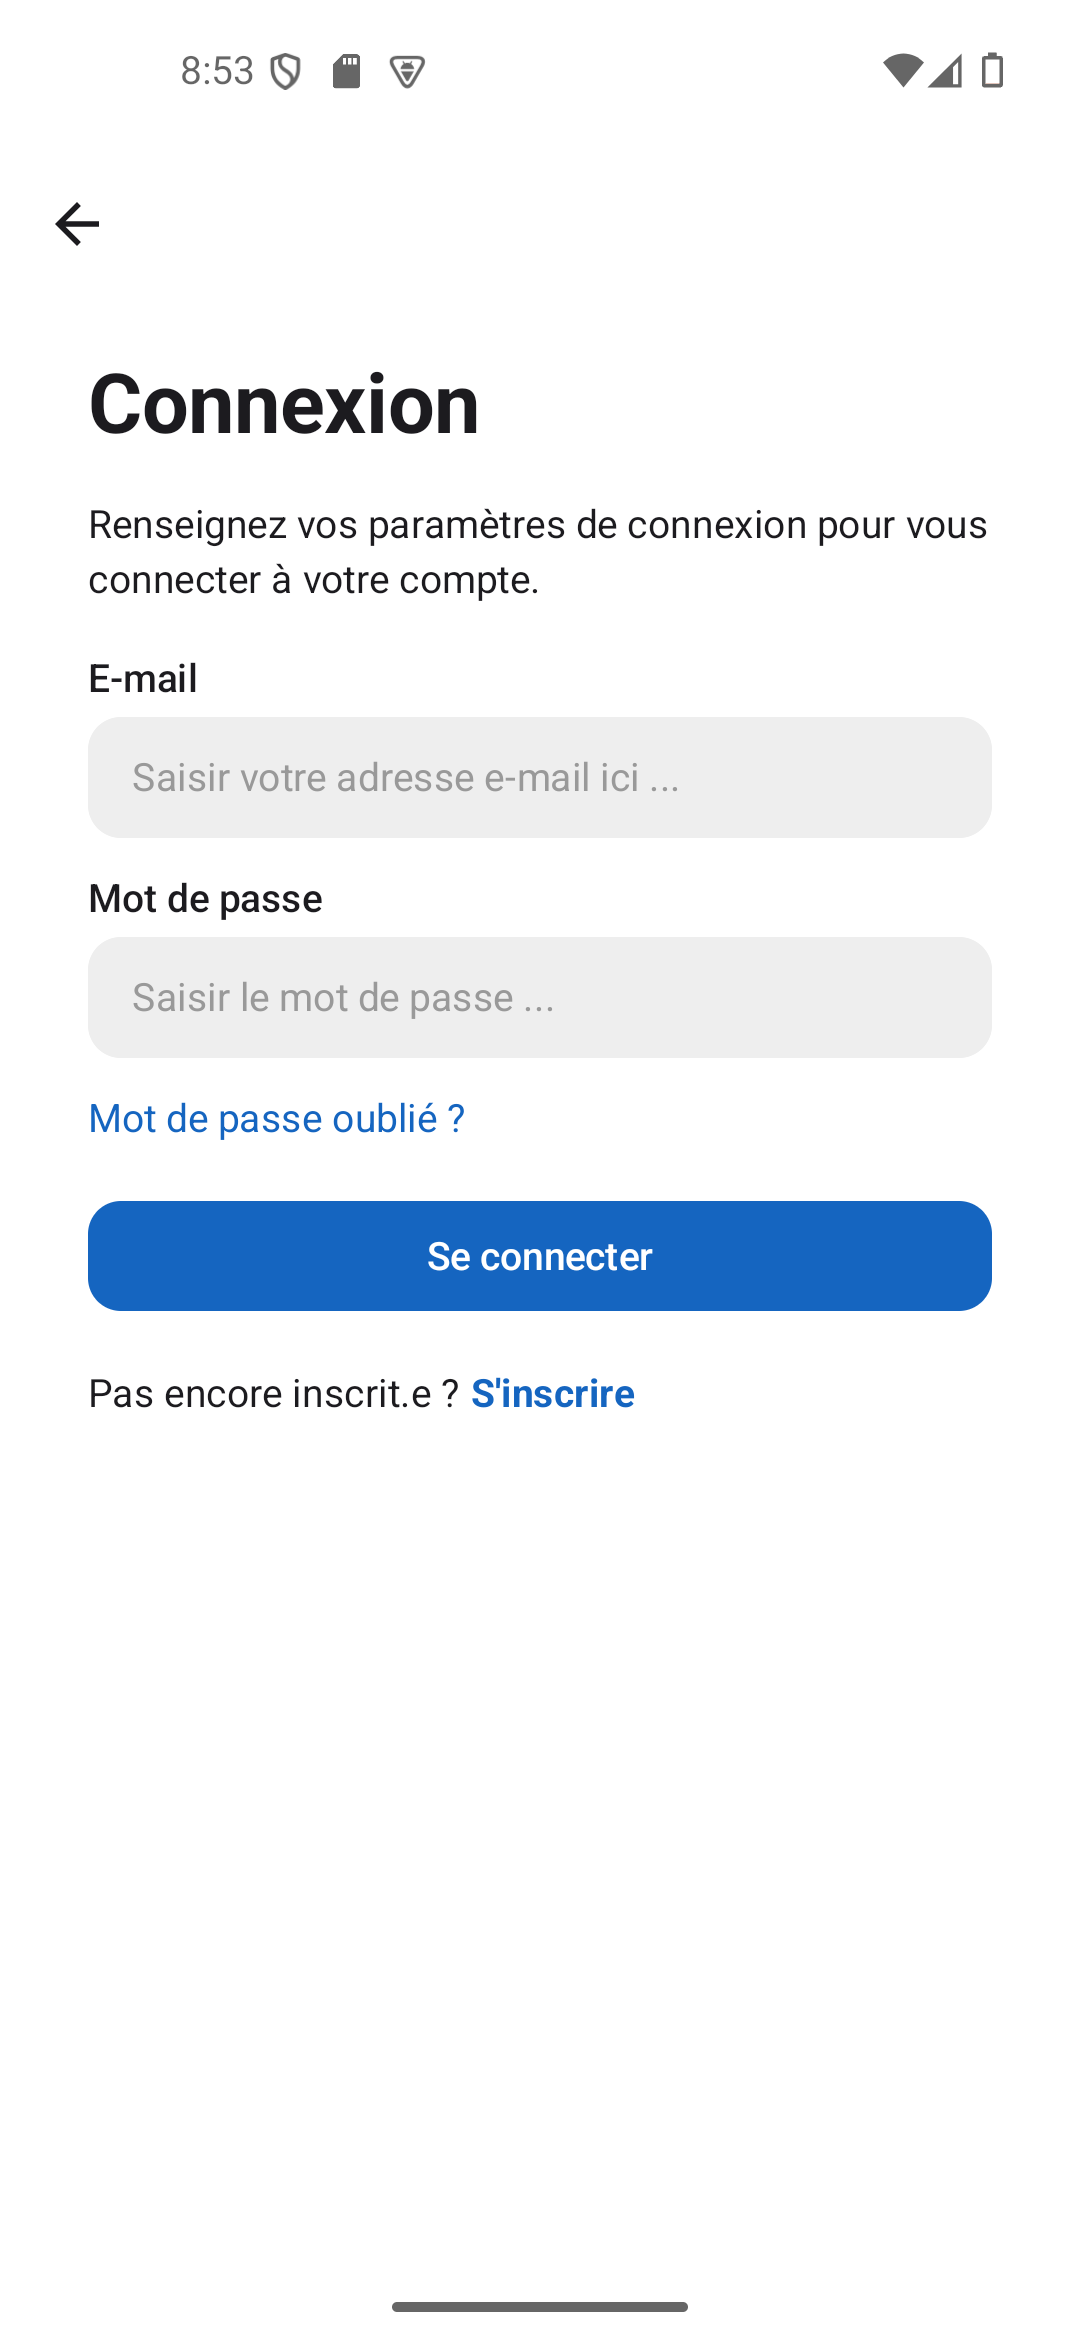 8:53
Connexion
Renseignez vos paramètres de connexion pour vous
connecter à votre compte.
E-mail
Saisir votre adresse e-mail ici ...
Mot de passe
Saisir le mot de passe ...
Mot de passe oublié ?
Se connecter
Pas encore inscrit.e ? S'inscrire